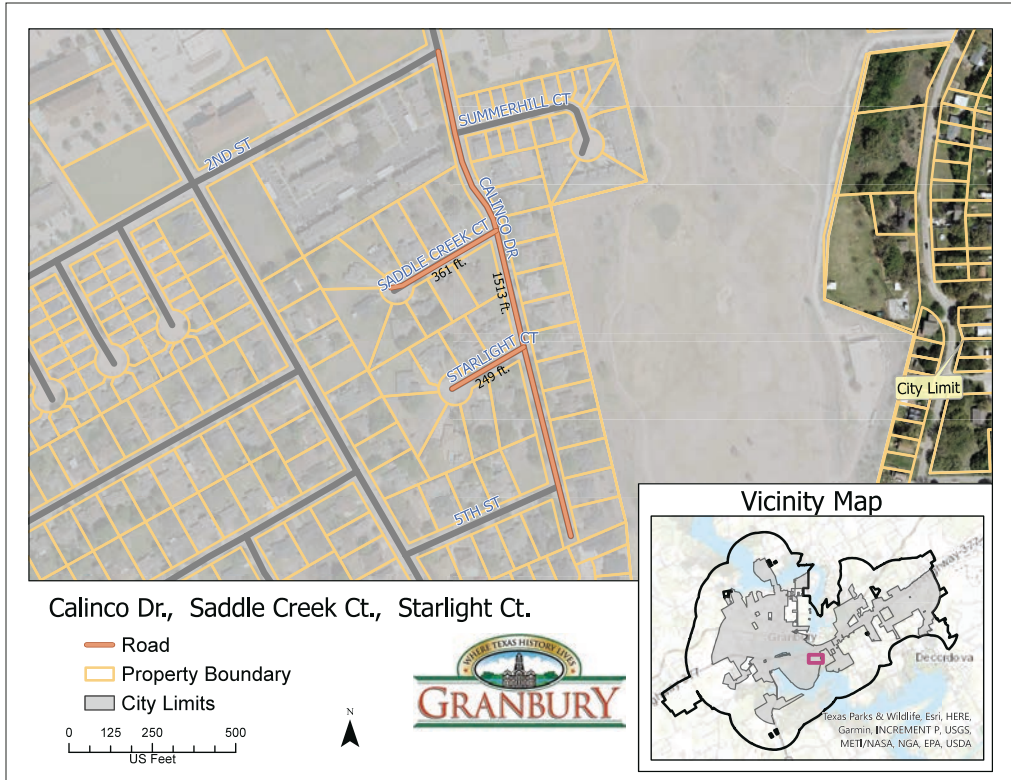 SUMMERHILL CT
2ND ST
CALINCO DR
SADDLE CREEK CT
361 ft.
1513 ft.
STARLIGHT CT
249 ft.
City Limit
5TH ST
Vicinity Map
Granbury
Decordova
Texas Parks & Wildlife, Esri, HERE,
Garmin, INCREMENT P, USGS,
METI/NASA, NGA, EPA, USDA
Calinco Dr., Saddle Creek Ct., Starlight Ct.
Road
Property Boundary
City Limits
0 125 250 500
US Feet
N
WHERE TEXAS HISTORY LIVES
GRANBURY